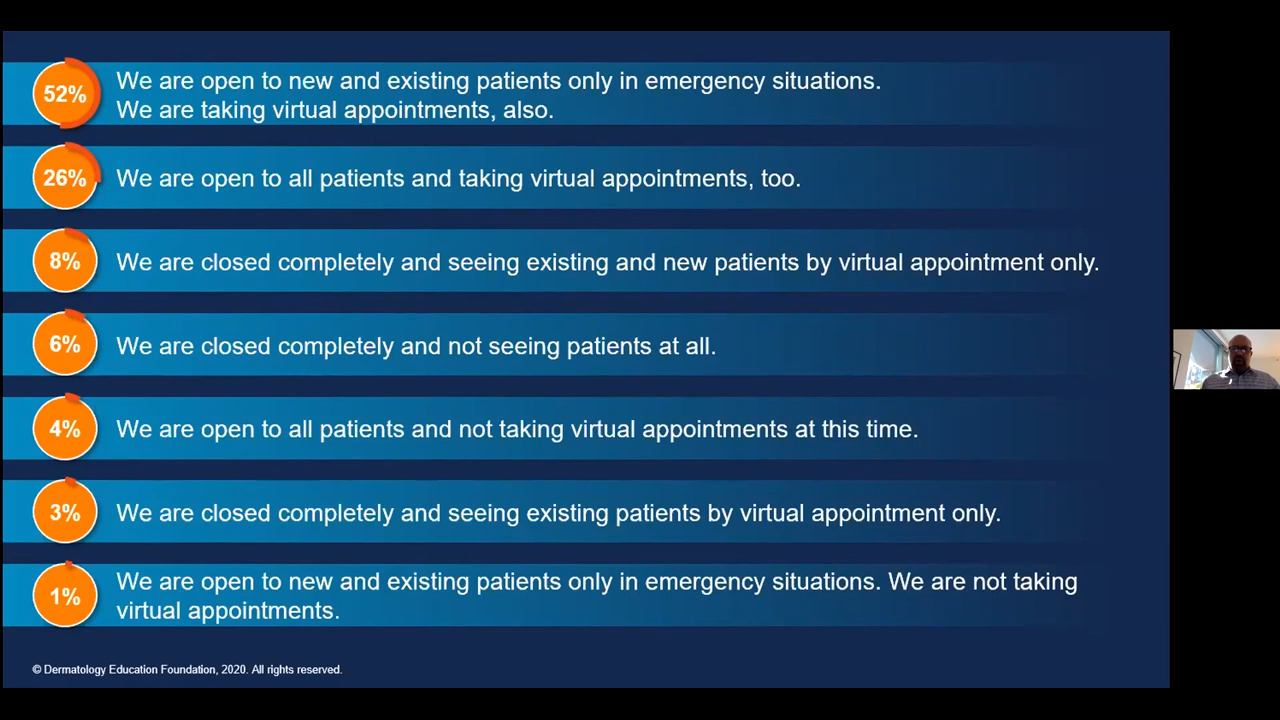 52%
We are open to new and existing patients only in emergency situations.
We are taking virtual appointments, also.
26%
We are open to all patients and taking virtual appointments, too.
8%
We are closed completely and seeing existing and new patients by virtual appointment only.
6%
We are closed completely and not seeing patients at all.
4%
We are open to all patients and not taking virtual appointments at this time.
3%
We are closed completely and seeing existing patients by virtual appointment only.
1%
We are open to new and existing patients only in emergency situations. We are not taking
virtual appointments.
© Dermatology Education Foundation, 2020. All rights reserved.